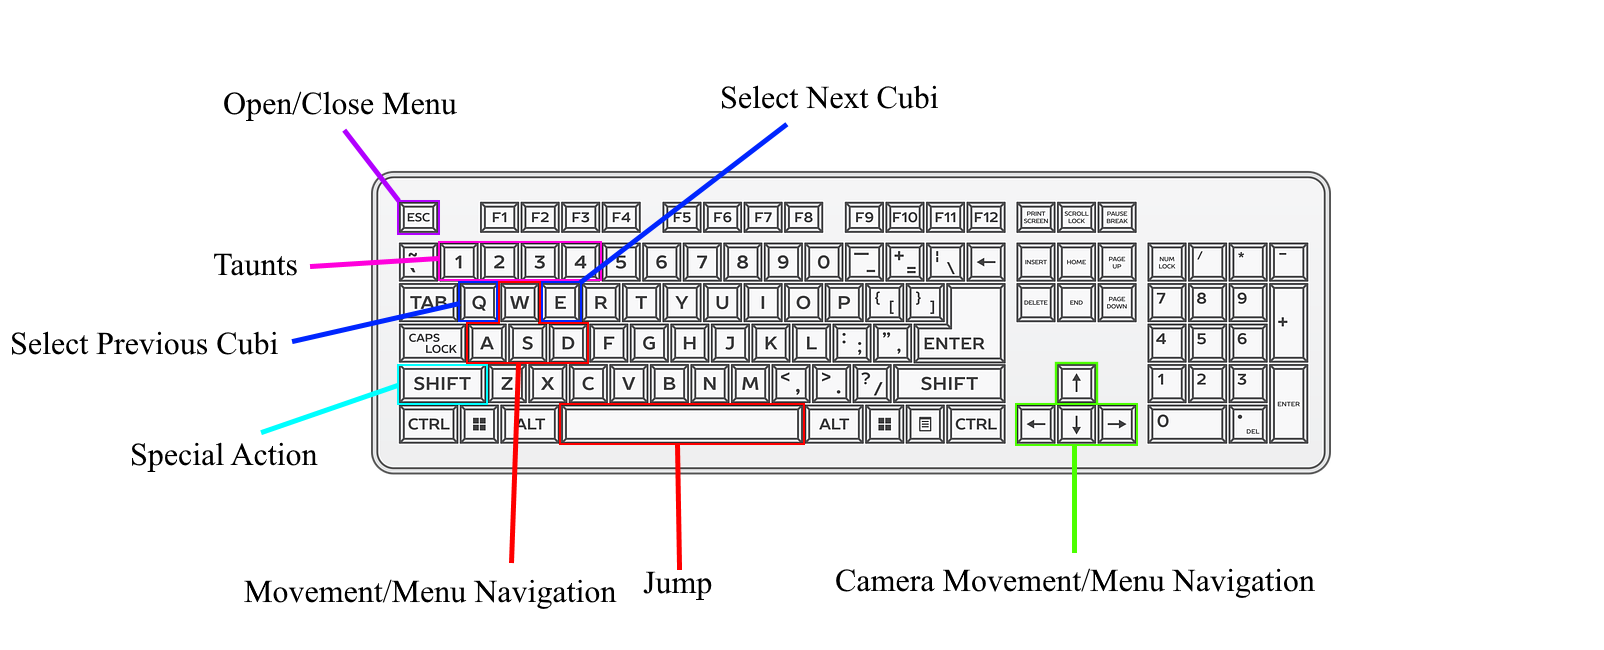 Select Next Cubi
Open/Close Menu
ESC F1 F2 F3 F4 F5 F6 F7 F8 F9 F10 F11 F12 PRINT SCREEN SCROLL LOCK PAUSE BREAK
Taunts
~ ` 1 2 3 4 5 6 7 8 9 0 — – + = ¦ \ ← INSERT HOME PAGE UP NUM LOCK / * –
TAB Q W E R T Y U I O P { [ } ] DELETE END PAGE DOWN 7 8 9 +
Select Previous Cubi
CAPS LOCK A S D F G H J K L : ; ” , ENTER 4 5 6
SHIFT Z X C V B N M < , > . ? / SHIFT ↑ 1 2 3 ENTER
CTRL ALT ALT CTRL ← ↓ → 0 • DEL
Special Action
Movement/Menu Navigation
Jump
Camera Movement/Menu Navigation